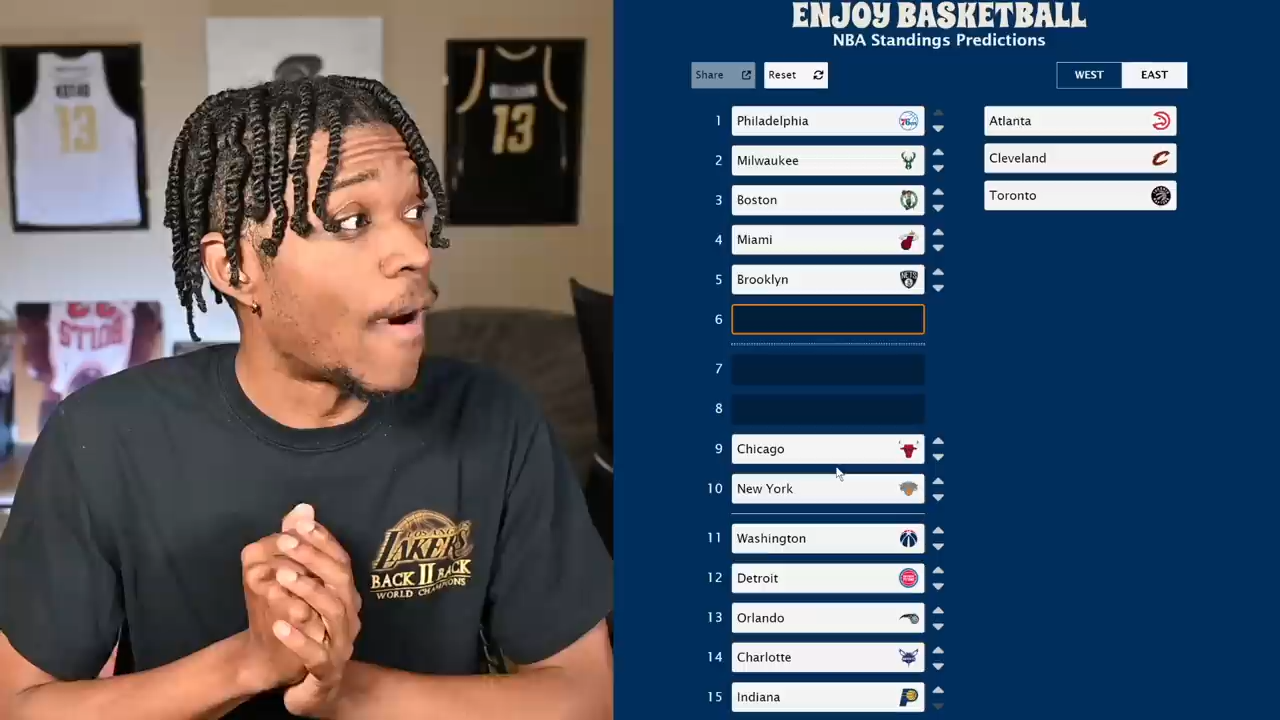 ENJOY BASKETBALL
NBA Standings Predictions
Share
Reset
WEST
EAST
1 Philadelphia
2 Milwaukee
3 Boston
4 Miami
5 Brooklyn
6
7
8
9 Chicago
10 New York
11 Washington
12 Detroit
13 Orlando
14 Charlotte
15 Indiana
Atlanta
Cleveland
Toronto
13
13
LOS ANGELES
LAKERS
BACK II BACK
WORLD CHAMPIONS